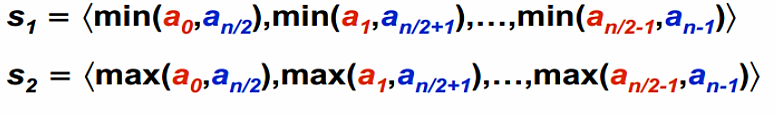 s₁ = ⟨min(a₀,aₙ/₂),min(a₁,aₙ/₂₊₁),…,min(aₙ/₂₋₁,aₙ₋₁)⟩
s₂ = ⟨max(a₀,aₙ/₂),max(a₁,aₙ/₂₊₁),…,max(aₙ/₂₋₁,aₙ₋₁)⟩